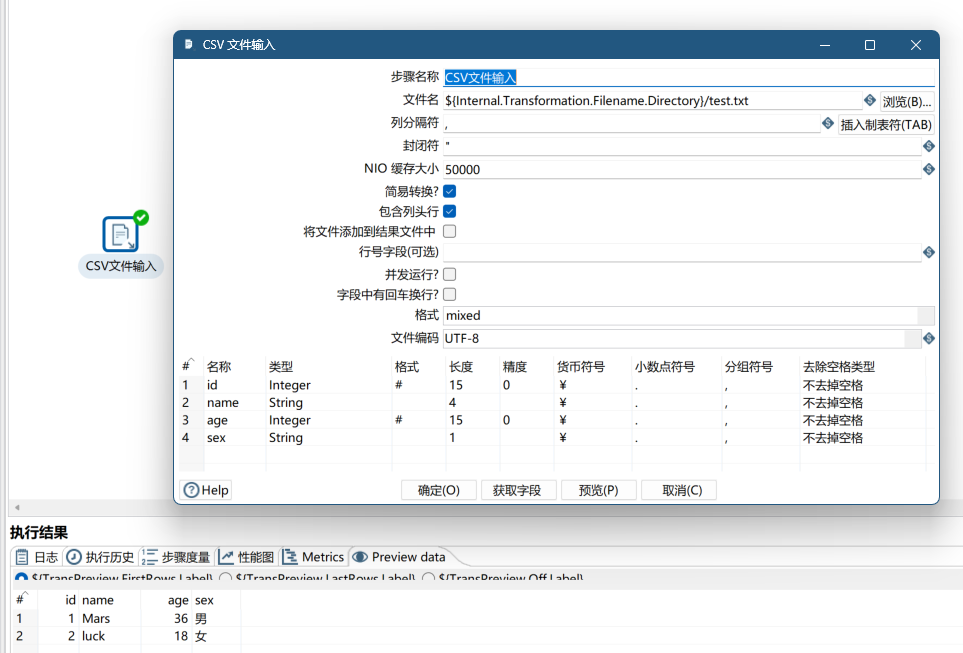 CSV 文件输入
步骤名称 CSV文件输入
文件名 ${Internal.Transformation.Filename.Directory}/test.txt 浏览(B)...
列分隔符 , 插入制表符(TAB)
封闭符 "
NIO 缓存大小 50000
简易转换?
包含列头行
将文件添加到结果文件中
行号字段(可选)
并发运行?
字段中有回车换行?
格式 mixed
文件编码 UTF-8
# 名称 类型 格式 长度 精度 货币符号 小数点符号 分组符号 去除空格类型
1 id Integer # 15 0 ¥ . , 不去掉空格
2 name String 4 ¥ . , 不去掉空格
3 age Integer # 15 0 ¥ . , 不去掉空格
4 sex String 1 ¥ . , 不去掉空格
Help 确定(O) 获取字段 预览(P) 取消(C)
CSV文件输入
执行结果
日志 执行历史 步骤度量 性能图 Metrics Preview data
${TransPreview.FirstRows.Label} ${TransPreview.LastRows.Label} ${TransPreview.Off.Label}
# id name age sex
1 1 Mars 36 男
2 2 luck 18 女